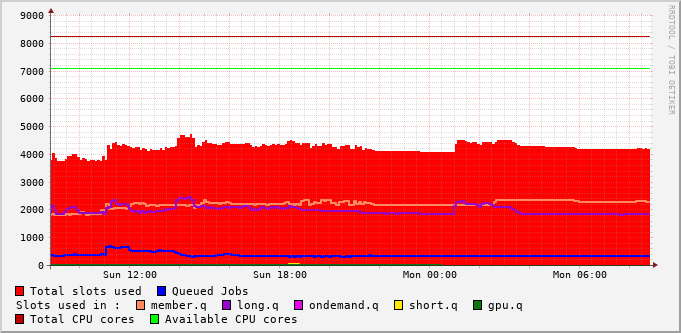 RRDTOOL / TOBI OETIKER
9000
8000
7000
6000
5000
4000
3000
2000
1000
0
Sun 12:00 Sun 18:00 Mon 00:00 Mon 06:00
Total slots used Queued Jobs
Slots used in : member.q long.q ondemand.q short.q gpu.q
Total CPU cores Available CPU cores